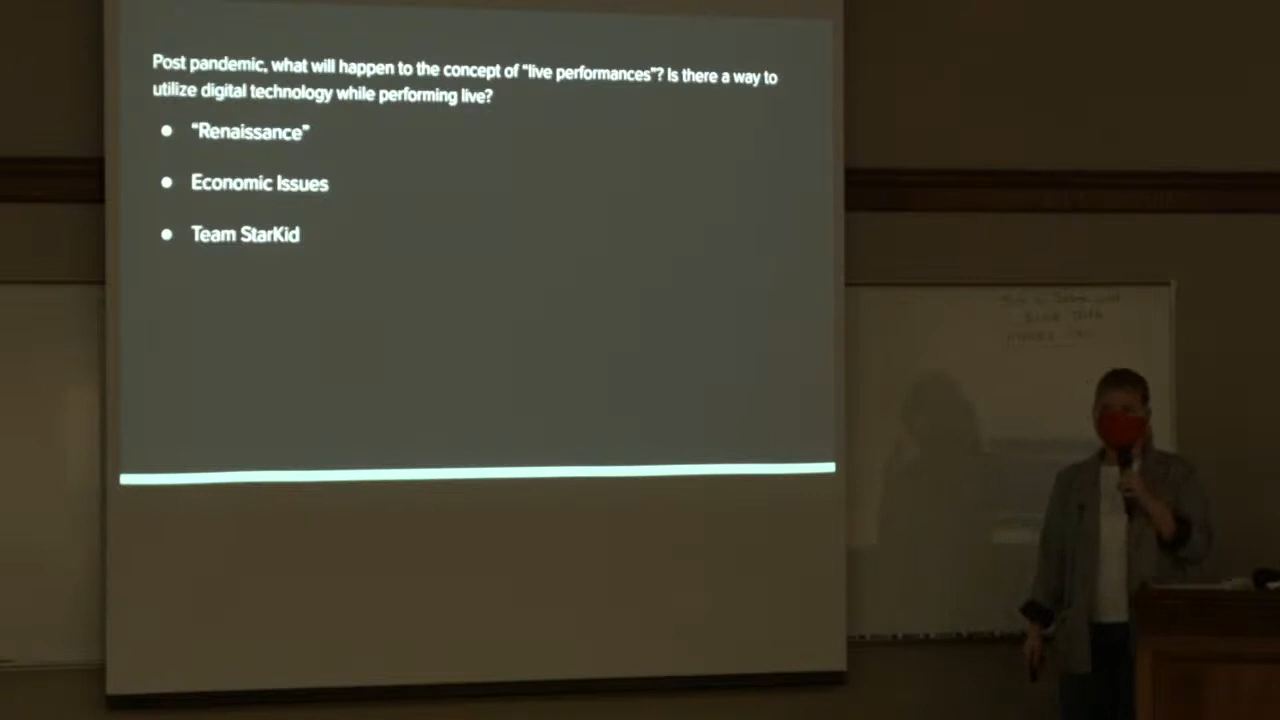 Post pandemic, what will happen to the concept of “live performances”? Is there a way to
utilize digital technology while performing live?
● “Renaissance”
● Economic Issues
● Team StarKid